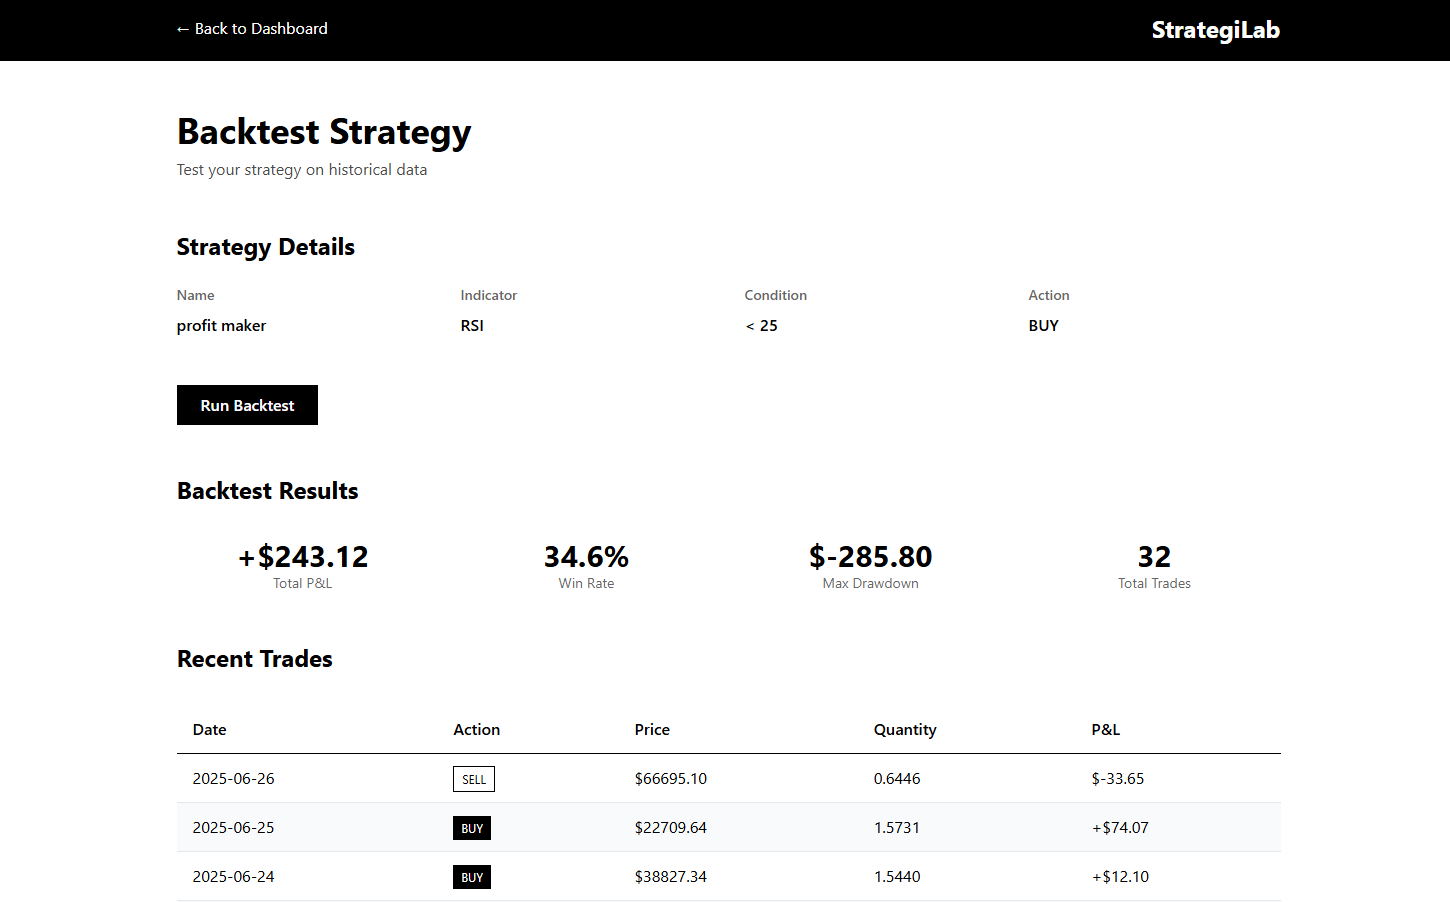 ← Back to Dashboard StrategiLab
Backtest Strategy
Test your strategy on historical data
Strategy Details
Name Indicator Condition Action
profit maker RSI < 25 BUY
Run Backtest
Backtest Results
+$243.12 34.6% $-285.80 32
Total P&L Win Rate Max Drawdown Total Trades
Recent Trades
Date Action Price Quantity P&L
2025-06-26 SELL $66695.10 0.6446 $-33.65
2025-06-25 BUY $22709.64 1.5731 +$74.07
2025-06-24 BUY $38827.34 1.5440 +$12.10